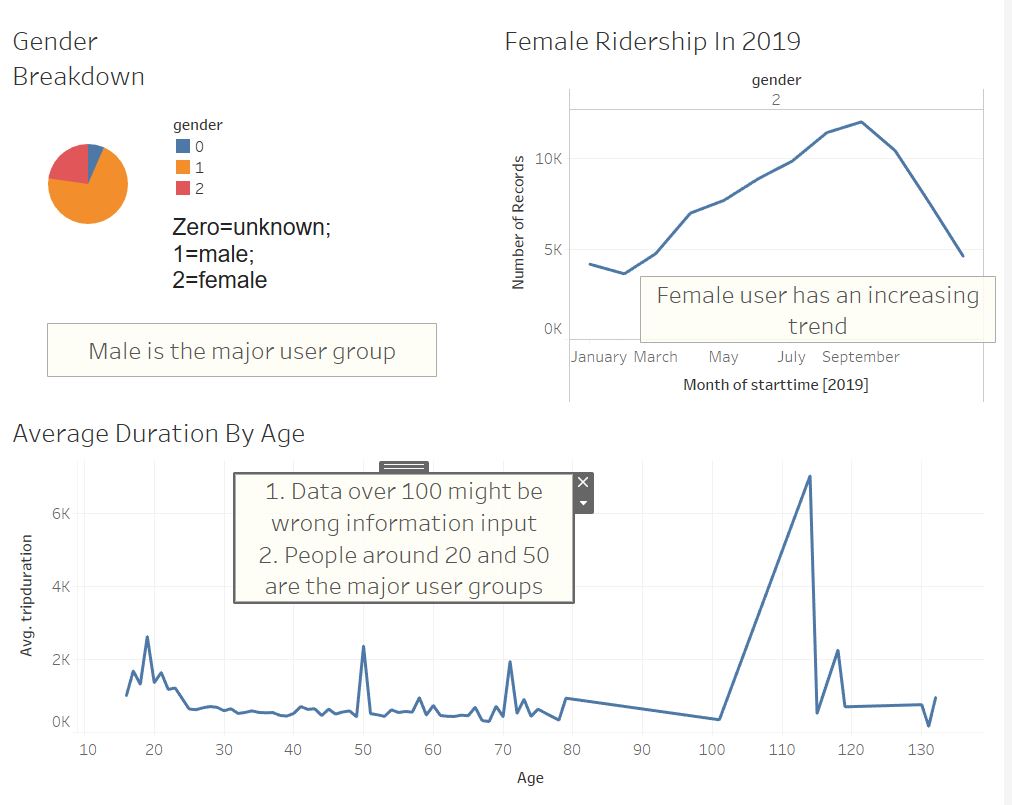 Gender
Breakdown
gender
0
1
2
Zero=unknown;
1=male;
2=female
Male is the major user group
Female Ridership In 2019
gender
2
Number of Records
10K
5K
0K
Female user has an increasing
trend
January March May July September
Month of starttime [2019]
Average Duration By Age
1. Data over 100 might be
wrong information input
2. People around 20 and 50
are the major user groups
Avg. tripduration
6K
4K
2K
0K
10 20 30 40 50 60 70 80 90 100 110 120 130
Age